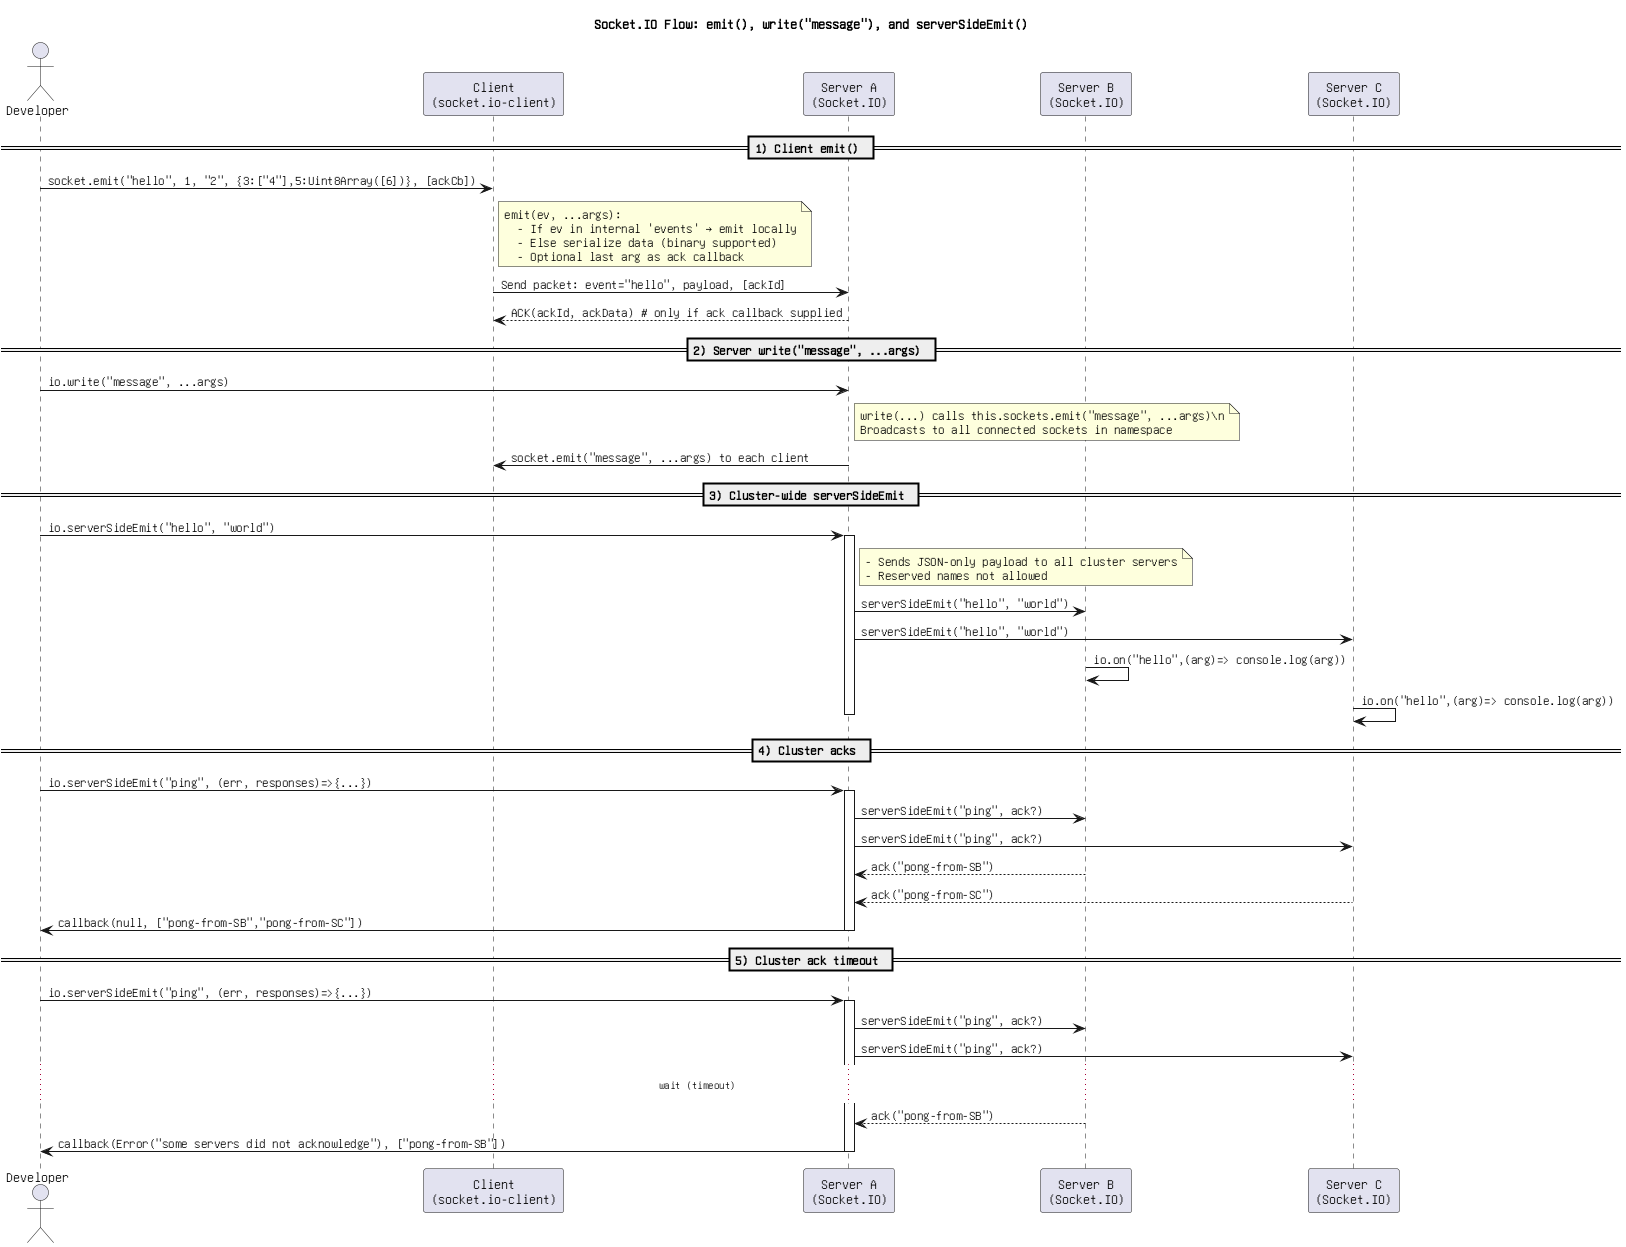 Socket.IO Flow: emit(), write("message"), and serverSideEmit()
Developer
Client
(socket.io-client)
Server A
(Socket.IO)
Server B
(Socket.IO)
Server C
(Socket.IO)
1) Client emit()
socket.emit("hello", 1, "2", {3:["4"],5:Uint8Array([6])}, [ackCb])
emit(ev, ...args):
- If ev in internal 'events' → emit locally
- Else serialize data (binary supported)
- Optional last arg as ack callback
Send packet: event="hello", payload, [ackId]
ACK(ackId, ackData) # only if ack callback supplied
2) Server write("message", ...args)
io.write("message", ...args)
write(...) calls this.sockets.emit("message", ...args)\n
Broadcasts to all connected sockets in namespace
socket.emit("message", ...args) to each client
3) Cluster-wide serverSideEmit
io.serverSideEmit("hello", "world")
- Sends JSON-only payload to all cluster servers
- Reserved names not allowed
serverSideEmit("hello", "world")
serverSideEmit("hello", "world")
io.on("hello",(arg)=> console.log(arg))
io.on("hello",(arg)=> console.log(arg))
4) Cluster acks
io.serverSideEmit("ping", (err, responses)=>{...})
serverSideEmit("ping", ack?)
serverSideEmit("ping", ack?)
ack("pong-from-SB")
ack("pong-from-SC")
callback(null, ["pong-from-SB","pong-from-SC"])
5) Cluster ack timeout
io.serverSideEmit("ping", (err, responses)=>{...})
serverSideEmit("ping", ack?)
serverSideEmit("ping", ack?)
wait (timeout)
ack("pong-from-SB")
callback(Error("some servers did not acknowledge"), ["pong-from-SB"])
Developer
Client
(socket.io-client)
Server A
(Socket.IO)
Server B
(Socket.IO)
Server C
(Socket.IO)